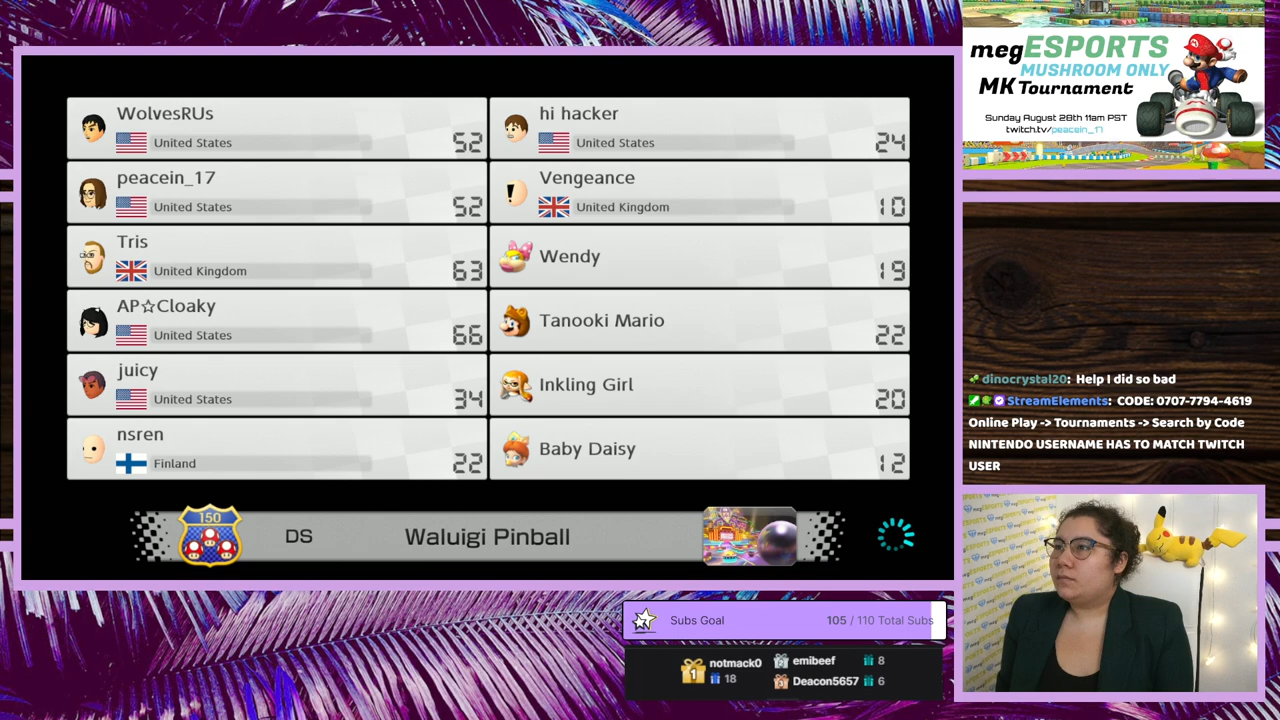 WolvesRUs
United States
52
peacein_17
United States
52
Tris
United Kingdom
63
AP☆Cloaky
United States
66
juicy
United States
34
nsren
Finland
22
hi hacker
United States
24
Vengeance
United Kingdom
10
Wendy
19
Tanooki Mario
22
Inkling Girl
20
Baby Daisy
12
150
DS
Waluigi Pinball
megESPORTS
MUSHROOM ONLY
MK Tournament
Sunday August 28th 11am PST
twitch.tv/peacein_17
dinocrystal20: Help I did so bad
StreamElements: CODE: 0707-7794-4619
Online Play -> Tournaments -> Search by Code
NINTENDO USERNAME HAS TO MATCH TWITCH
USER
Subs Goal
105 / 110 Total Subs
1 notmack0
18
2 emibeef 8
3 Deacon5657 6